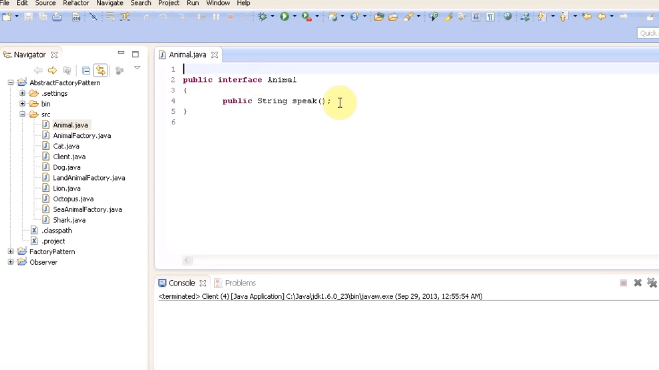 File Edit Source Refactor Navigate Search Project Run Window Help
Quick
Navigator
AbstractFactoryPattern
.settings
bin
src
Animal.java
AnimalFactory.java
Cat.java
Client.java
Dog.java
LandAnimalFactory.java
Lion.java
Octopus.java
SeaAnimalFactory.java
Shark.java
.classpath
.project
FactoryPattern
Observer
Animal.java
1
2 public interface Animal
3 {
4 public String speak();
5 }
6
Console Problems
<terminated> Client (4) [Java Application] C:\Java\jdk1.6.0_23\bin\javaw.exe (Sep 29, 2013, 12:55:54 AM)